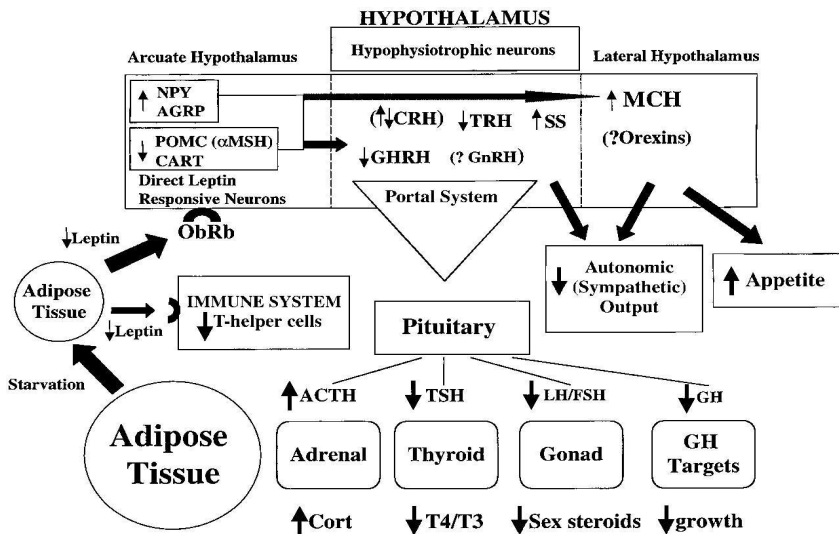 HYPOTHALAMUS
Arcuate Hypothalamus
Hypophysiotrophic neurons
Lateral Hypothalamus
↑ NPY
AGRP
↓ POMC (αMSH)
CART
Direct Leptin
Responsive Neurons
(↑↓CRH) ↓TRH ↑SS
↓GHRH (? GnRH)
↑ MCH
(?Orexins)
Portal System
↓Leptin
ObRb
Adipose
Tissue
↓Leptin
IMMUNE SYSTEM
↓ T-helper cells
Starvation
Adipose
Tissue
Pituitary
↓ Autonomic
(Sympathetic)
Output
↑ Appetite
↑ACTH ↓TSH ↓LH/FSH ↓GH
Adrenal
Thyroid
Gonad
GH
Targets
↑Cort ↓T4/T3 ↓Sex steroids ↓growth